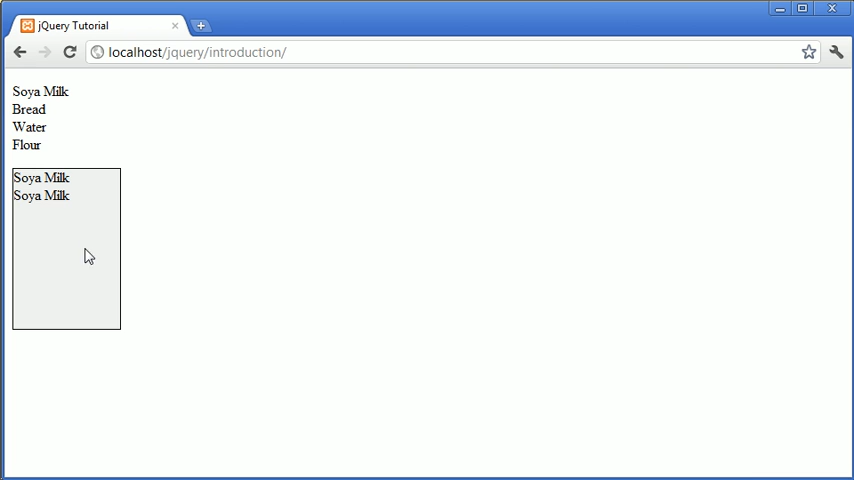 jQuery Tutorial
localhost/jquery/introduction/
Soya Milk
Bread
Water
Flour
Soya Milk
Soya Milk